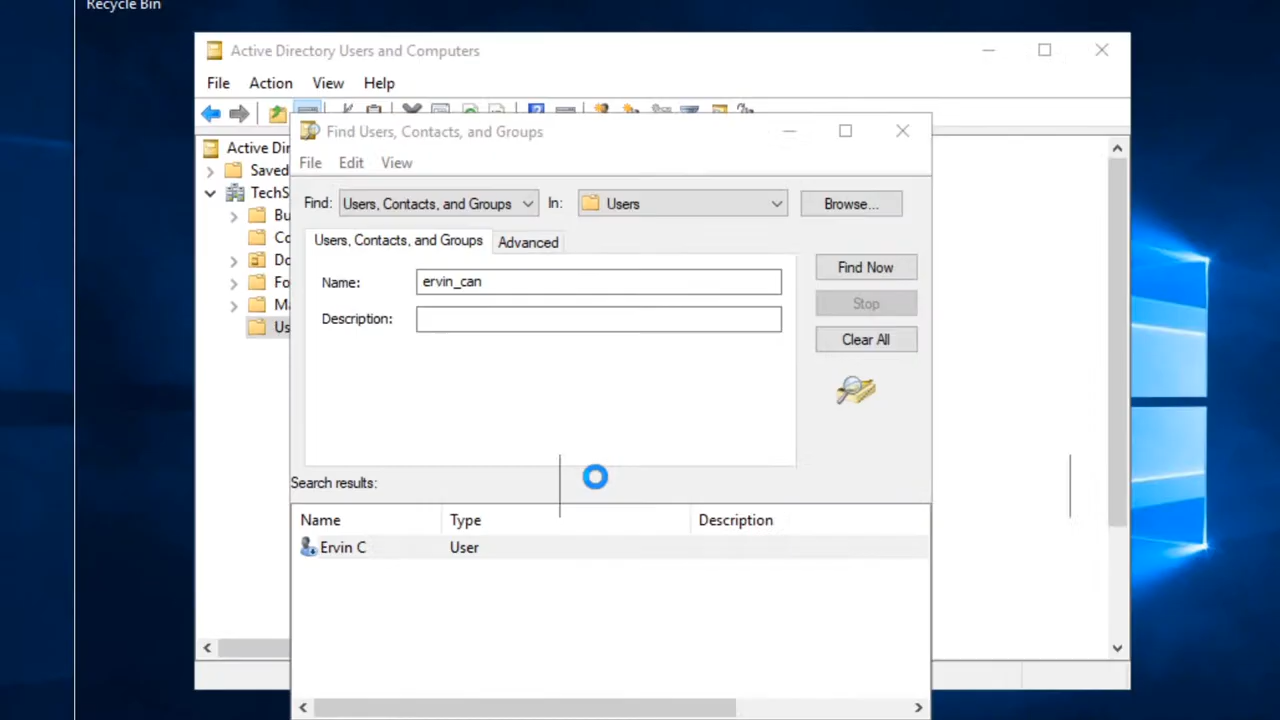 Recycle Bin
Active Directory Users and Computers
File Action View Help
Find Users, Contacts, and Groups
File Edit View
Active Dir
Saved
TechS
Bu
Co
Do
Fo
Ma
Us
Find: Users, Contacts, and Groups In: Users Browse...
Users, Contacts, and Groups Advanced
Name: ervin_can
Description:
Find Now
Stop
Clear All
Search results:
Name Type Description
Ervin C User